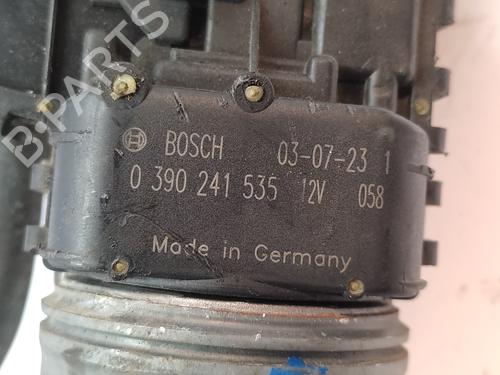 BOSCH 03-07-23 1
0 390 241 535 12V 058
Made in Germany
B-PARTS